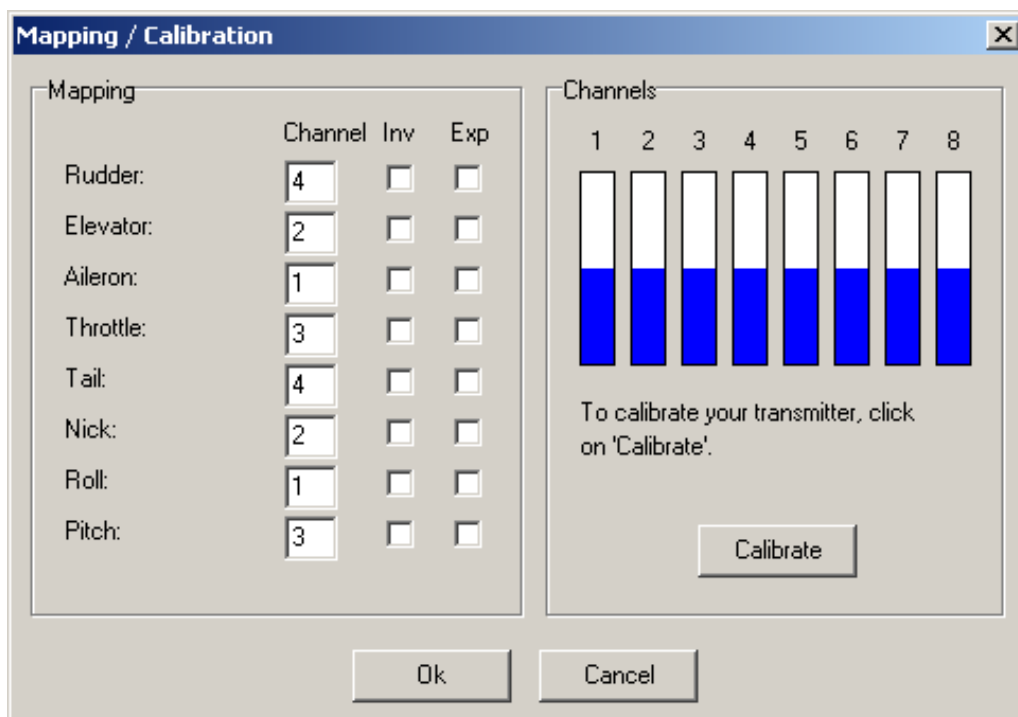 Mapping / Calibration
Mapping
Channel Inv Exp
Rudder: 4
Elevator: 2
Aileron: 1
Throttle: 3
Tail: 4
Nick: 2
Roll: 1
Pitch: 3
Channels
1 2 3 4 5 6 7 8
To calibrate your transmitter, click
on 'Calibrate'.
Calibrate
Ok Cancel